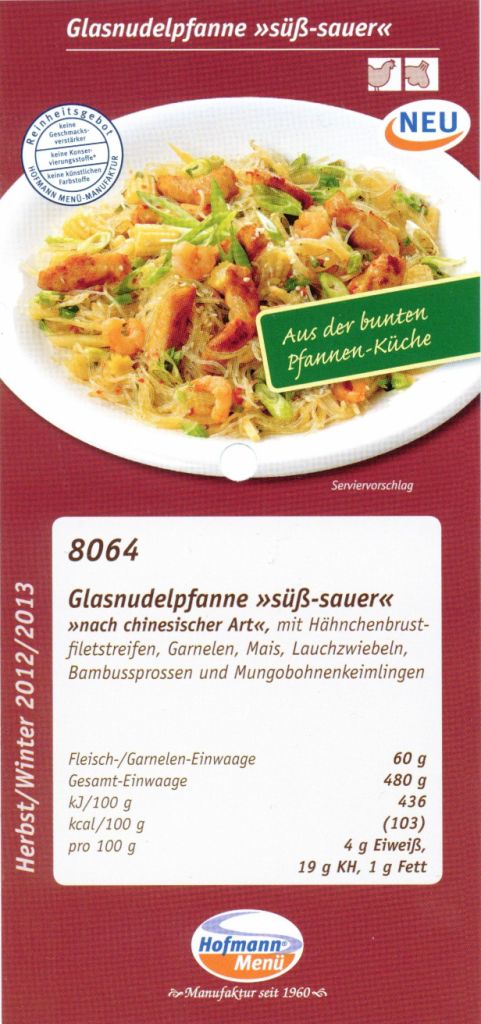 Glasnudelpfanne »süß-sauer«
NEU
Reinheitsgebot
keine
Geschmacks-
verstärker
keine Konser-
vierungsstoffe*
keine künstlichen
Farbstoffe
HOFMANN MENÜ-MANUFAKTUR
Aus der bunten
Pfannen-Küche
Serviervorschlag
8064
Glasnudelpfanne »süß-sauer«
»nach chinesischer Art«, mit Hähnchenbrust-
filetstreifen, Garnelen, Mais, Lauchzwiebeln,
Bambussprossen und Mungobohnenkeimlingen
Fleisch-/Garnelen-Einwaage 60 g
Gesamt-Einwaage 480 g
kJ/100 g 436
kcal/100 g (103)
pro 100 g 4 g Eiweiß,
19 g KH, 1 g Fett
Herbst/Winter 2012/2013
Hofmann®
Menü
Manufaktur seit 1960